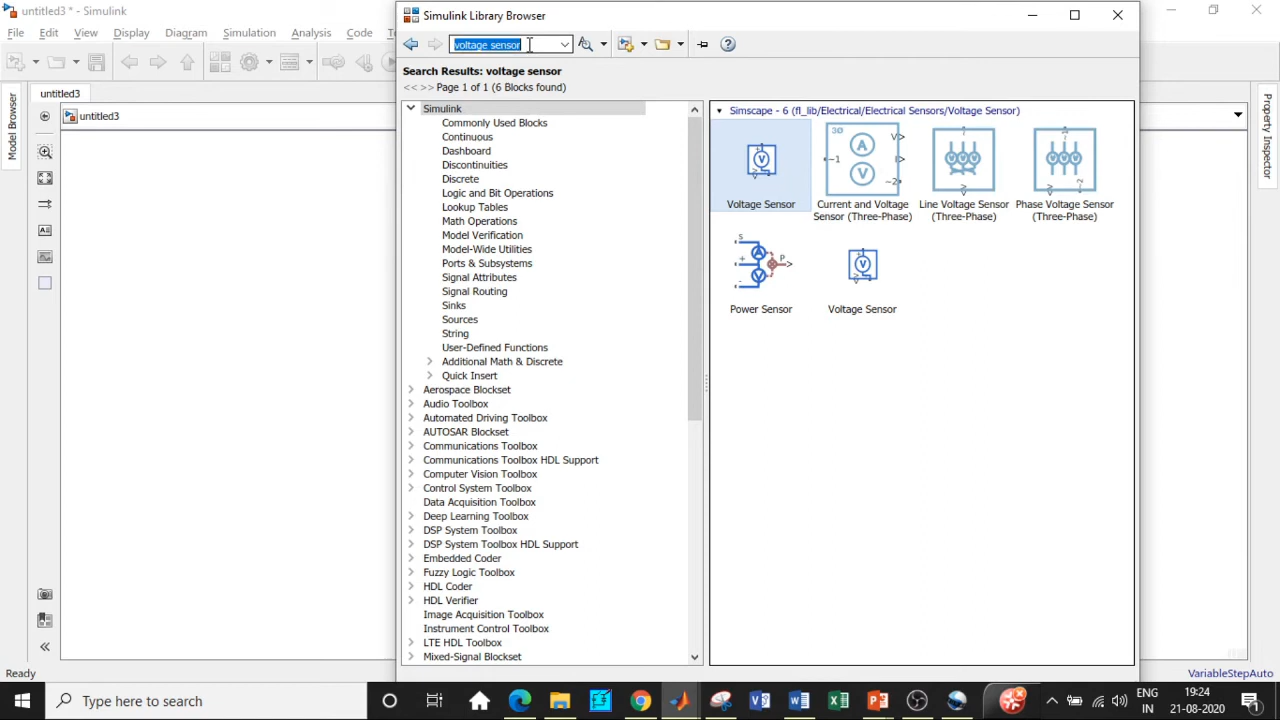 untitled3 * - Simulink
File Edit View Display Diagram Simulation Analysis Code
untitled3
untitled3
Model Browser
Simulink Library Browser
voltage sensor
Search Results: voltage sensor
<< >> Page 1 of 1 (6 Blocks found)
Simulink
Commonly Used Blocks
Continuous
Dashboard
Discontinuities
Discrete
Logic and Bit Operations
Lookup Tables
Math Operations
Model Verification
Model-Wide Utilities
Ports & Subsystems
Signal Attributes
Signal Routing
Sinks
Sources
String
User-Defined Functions
Additional Math & Discrete
Quick Insert
Aerospace Blockset
Audio Toolbox
Automated Driving Toolbox
AUTOSAR Blockset
Communications Toolbox
Communications Toolbox HDL Support
Computer Vision Toolbox
Control System Toolbox
Data Acquisition Toolbox
Deep Learning Toolbox
DSP System Toolbox
DSP System Toolbox HDL Support
Embedded Coder
Fuzzy Logic Toolbox
HDL Coder
HDL Verifier
Image Acquisition Toolbox
Instrument Control Toolbox
LTE HDL Toolbox
Mixed-Signal Blockset
Simscape - 6 (fl_lib/Electrical/Electrical Sensors/Voltage Sensor)
Voltage Sensor
Current and Voltage
Sensor (Three-Phase)
Line Voltage Sensor
(Three-Phase)
Phase Voltage Sensor
(Three-Phase)
Power Sensor
Voltage Sensor
Property Inspector
Ready
VariableStepAuto
Type here to search
ENG
IN
19:24
21-08-2020